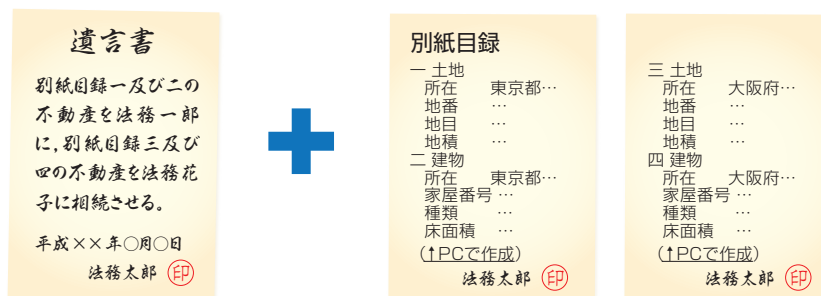 遺言書
別紙目録一及び二の
不動産を法務一郎
に,別紙目録三及び
四の不動産を法務花
子に相続させる。
平成××年〇月〇日
法務太郎 印
別紙目録
一 土地
所在 東京都…
地番 …
地目 …
地積 …
二 建物
所在 東京都…
家屋番号 …
種類 …
床面積 …
(↑PCで作成)
法務太郎 印
三 土地
所在 大阪府…
地番 …
地目 …
地積 …
四 建物
所在 大阪府…
家屋番号 …
種類 …
床面積 …
(↑PCで作成)
法務太郎 印